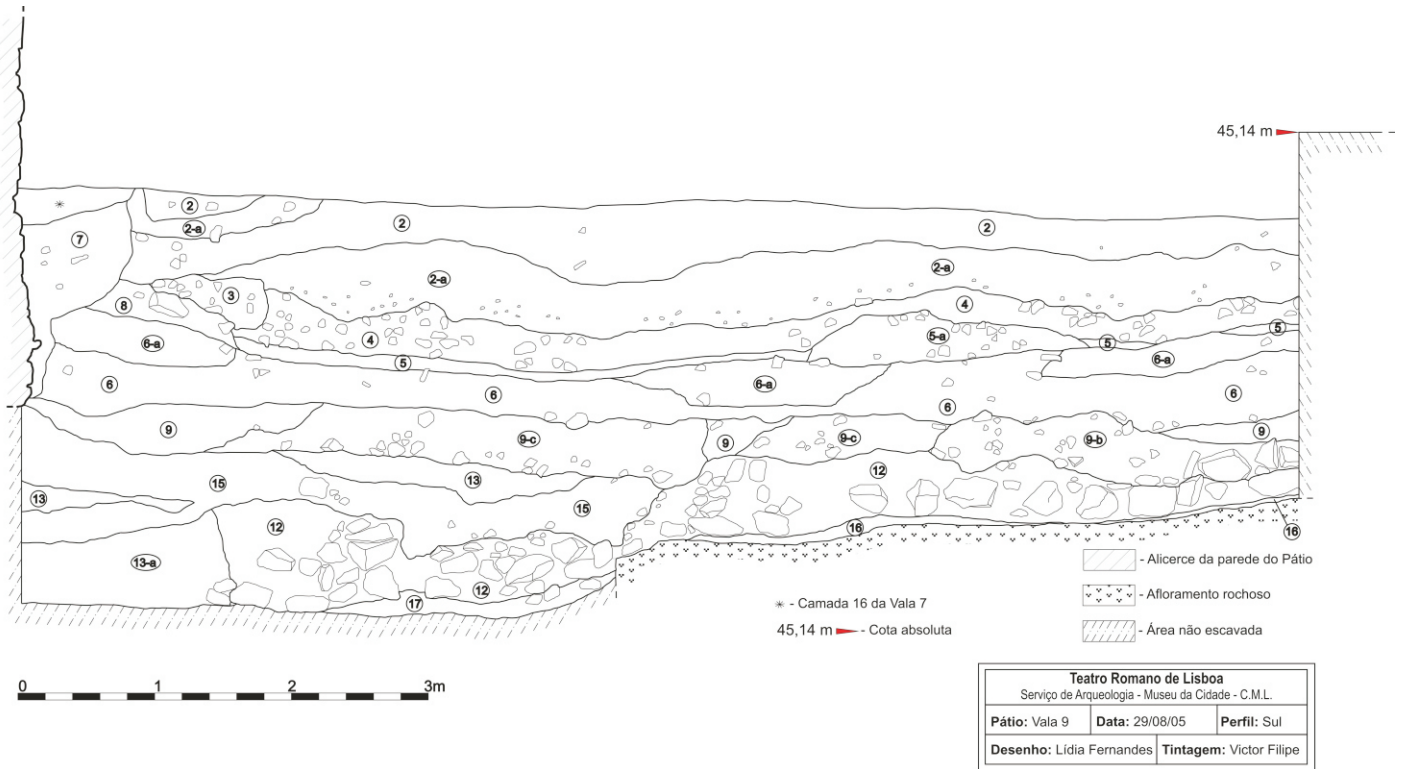 45,14 m
*
2
2
2
2-a
7
2-a
2-a
3
8
4
4
5-a
5
5
6-a
5
6-a
6-a
6
6
6
6
9
9-c
9
9-c
9-b
9
12
13
15
13
15
12
16
16
13-a
12
17
- Alicerce da parede do Pátio
- Afloramento rochoso
* - Camada 16 da Vala 7
45,14 m - Cota absoluta
- Área não escavada
0 1 2 3m
Teatro Romano de Lisboa
Serviço de Arqueologia - Museu da Cidade - C.M.L.
Pátio: Vala 9 Data: 29/08/05 Perfil: Sul
Desenho: Lídia Fernandes Tintagem: Victor Filipe